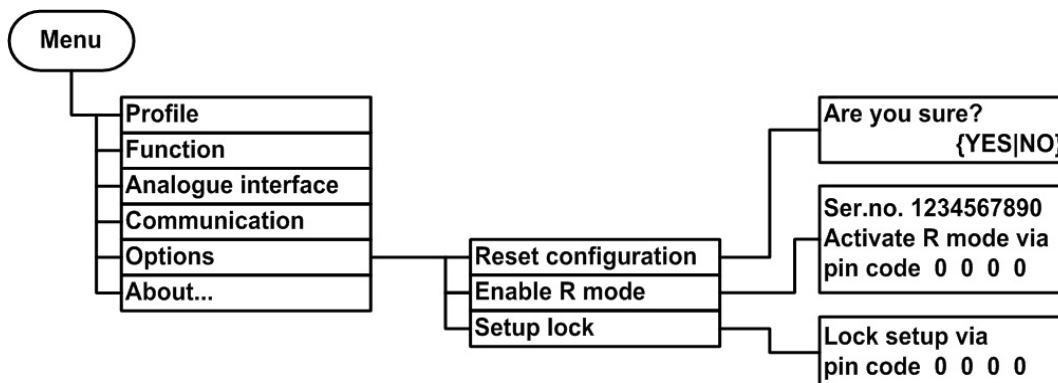 Menu
Profile
Function
Analogue interface
Communication
Options
About...
Reset configuration
Enable R mode
Setup lock
Are you sure?
{YES|NO}
Ser.no. 1234567890
Activate R mode via
pin code 0 0 0 0
Lock setup via
pin code 0 0 0 0